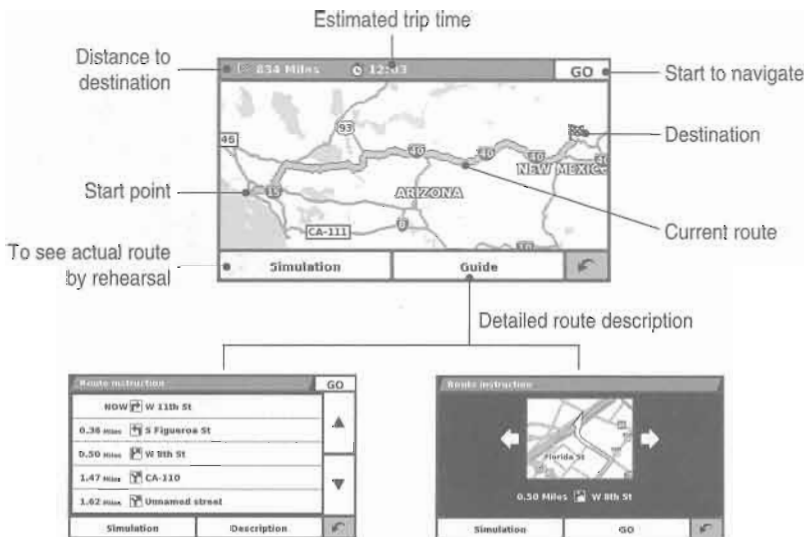 Estimated trip time
Distance to
destination
834 Miles 12:03 GO
Start to navigate
Destination
Start point
Current route
To see actual route
by rehearsal
46
93
40
40
40
NEW MEXICO
15
ARIZONA
8
CA-111
10
Simulation Guide
Detailed route description
Route instruction GO
NOW W 11th St
0.36 Miles S Figueroa St
0.50 Miles W 8th St
1.47 Miles CA-110
1.62 Miles Unnamed street
Simulation Description
Route instruction
Florida St
0.50 Miles W 8th St
Simulation GO